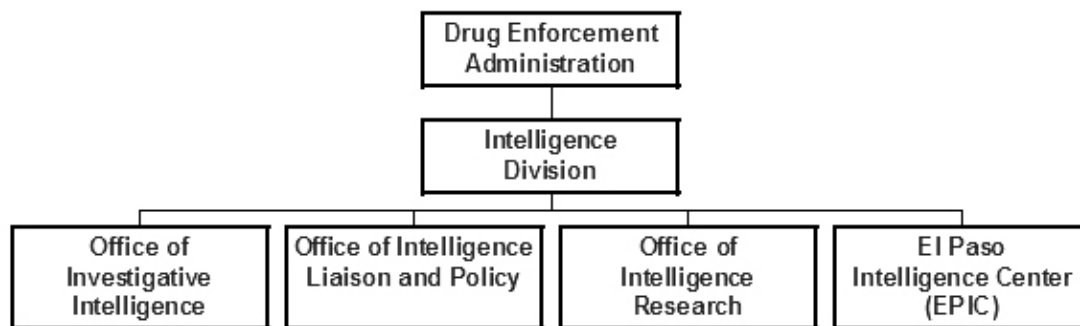 Drug Enforcement
Administration
Intelligence
Division
Office of
Investigative
Intelligence
Office of Intelligence
Liaison and Policy
Office of
Intelligence
Research
El Paso
Intelligence Center
(EPIC)